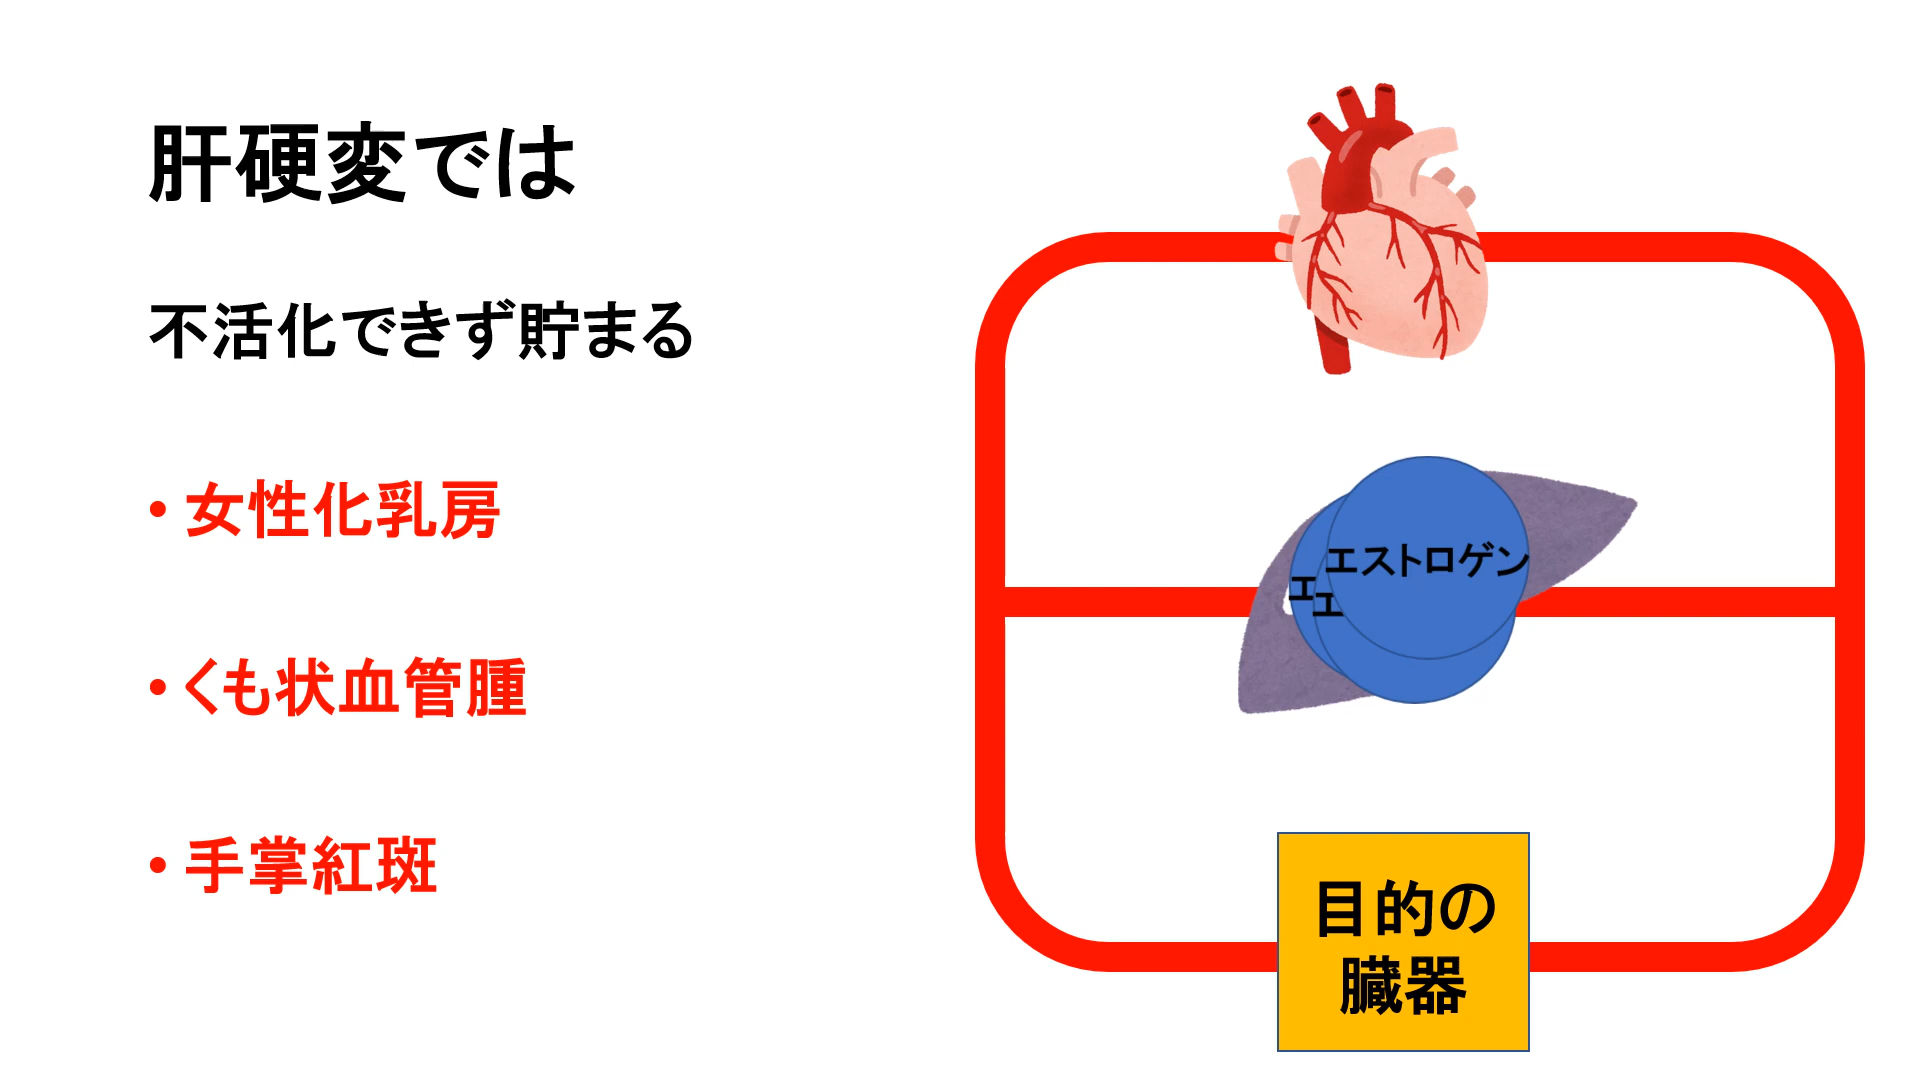 肝硬変では
不活化できず貯まる
• 女性化乳房
• くも状血管腫
• 手掌紅斑
エストロゲン
エ
エ
目的の
臓器